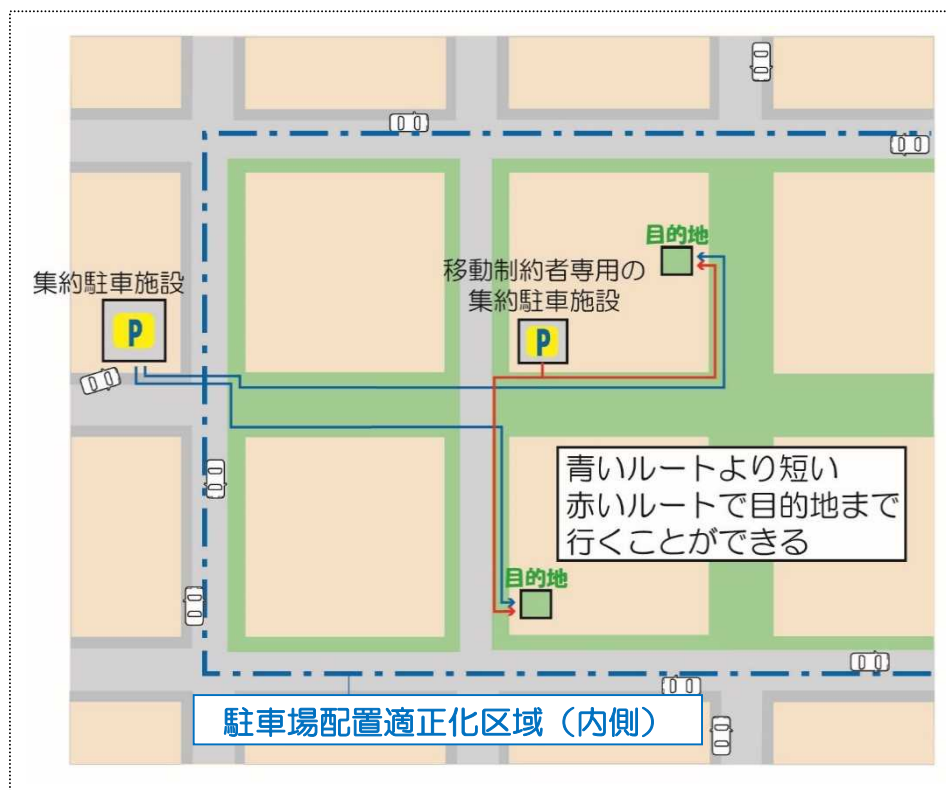 目的地
移動制約者専用の
集約駐車施設
集約駐車施設
P
P
青いルートより短い
赤いルートで目的地まで
行くことができる
目的地
駐車場配置適正化区域（内側）